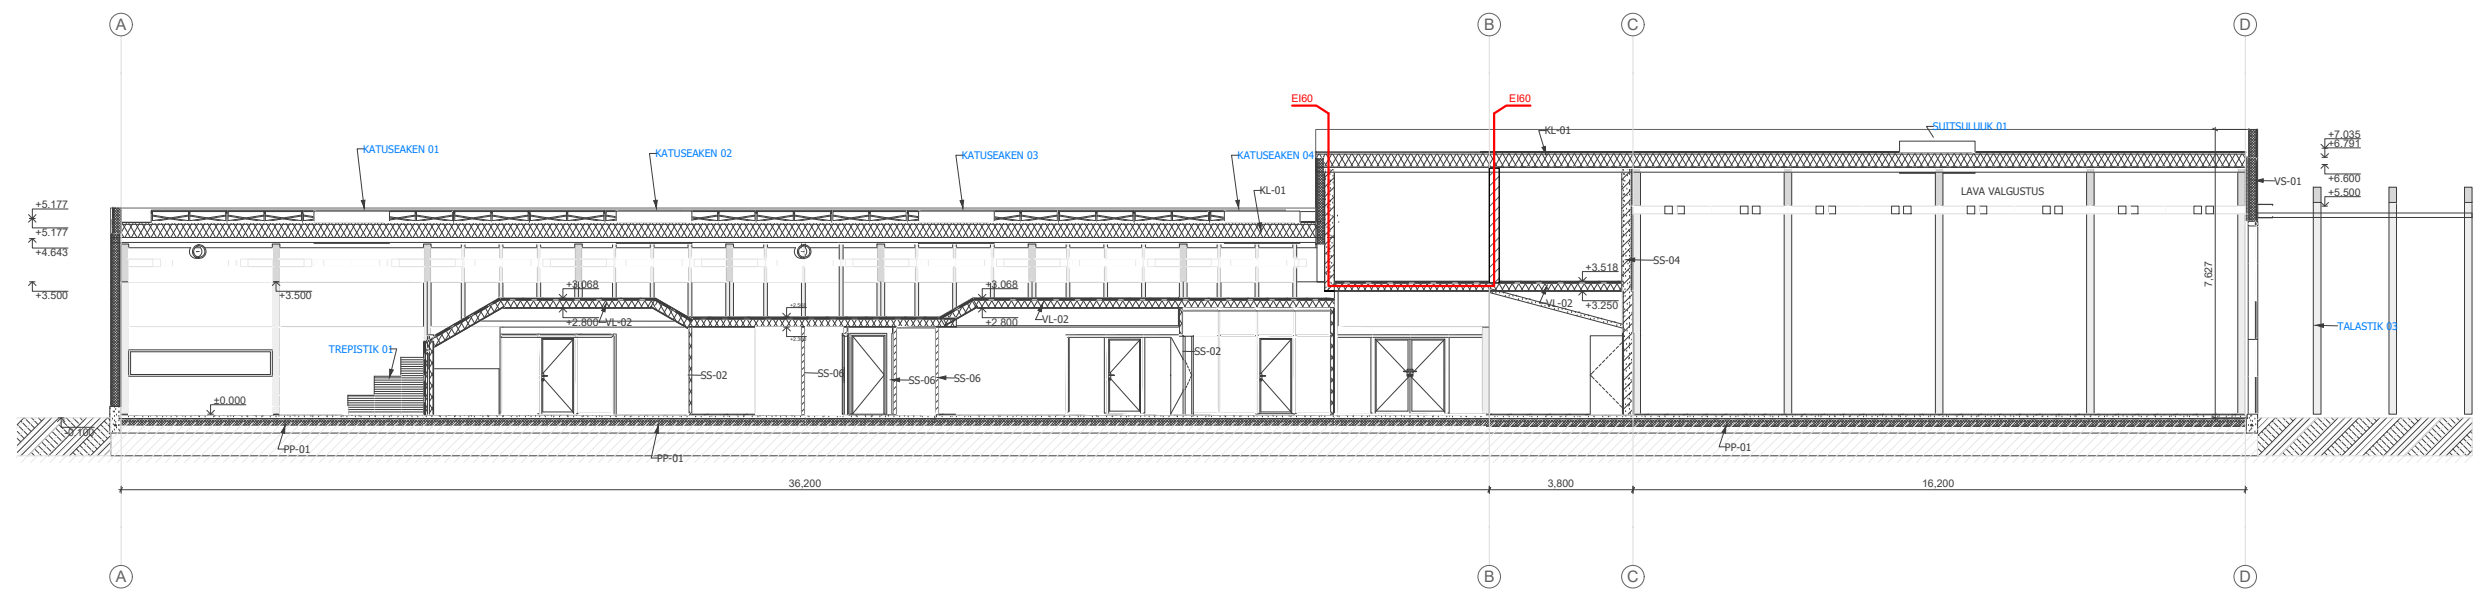 A
B
C
D
EI60
EI60
KATUSEAKEN 01
KATUSEAKEN 02
KATUSEAKEN 03
KATUSEAKEN 04
KL-01
SUITSULUUK 01
+7.035
+6.791
+6.600
+5.500
VS-01
KL-01
LAVA VALGUSTUS
+5.177
+5.177
+4.643
+3.500
+3.500
+3.068
+2.800
VL-02
+3.068
+2.800
VL-02
SS-04
+3.518
+3.250
VL-02
7,627
TREPISTIK 01
TALASTIK 03
SS-02
SS-06
SS-06
SS-06
SS-02
±0.000
-0.100
PP-01
PP-01
PP-01
36,200
3,800
16,200
A
B
C
D